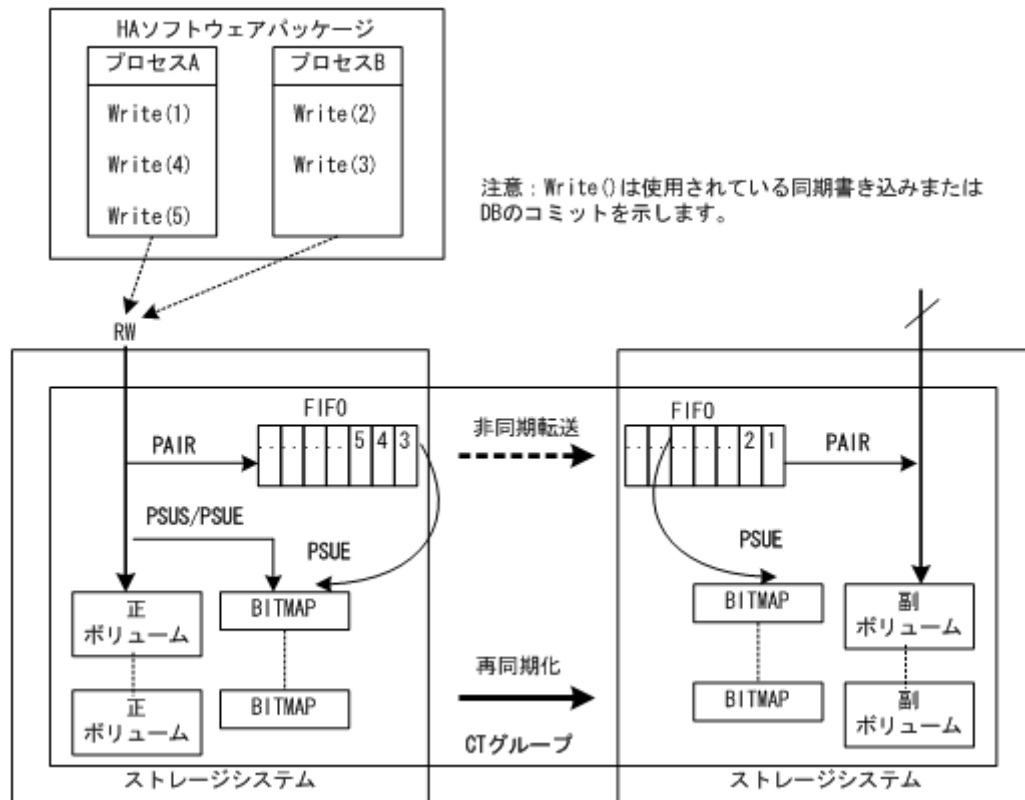 HAソフトウェアパッケージ
プロセスA
プロセスB
Write(1)
Write(2)
Write(4)
Write(3)
Write(5)
注意：Write()は使用されている同期書き込みまたは
DBのコミットを示します。
RW
FIFO
5 4 3
非同期転送
FIFO
2 1
PAIR
PAIR
PSUS/PSUE
PSUE
PSUE
正
ボリューム
BITMAP
BITMAP
副
ボリューム
再同期化
正
ボリューム
BITMAP
BITMAP
副
ボリューム
CTグループ
ストレージシステム
ストレージシステム